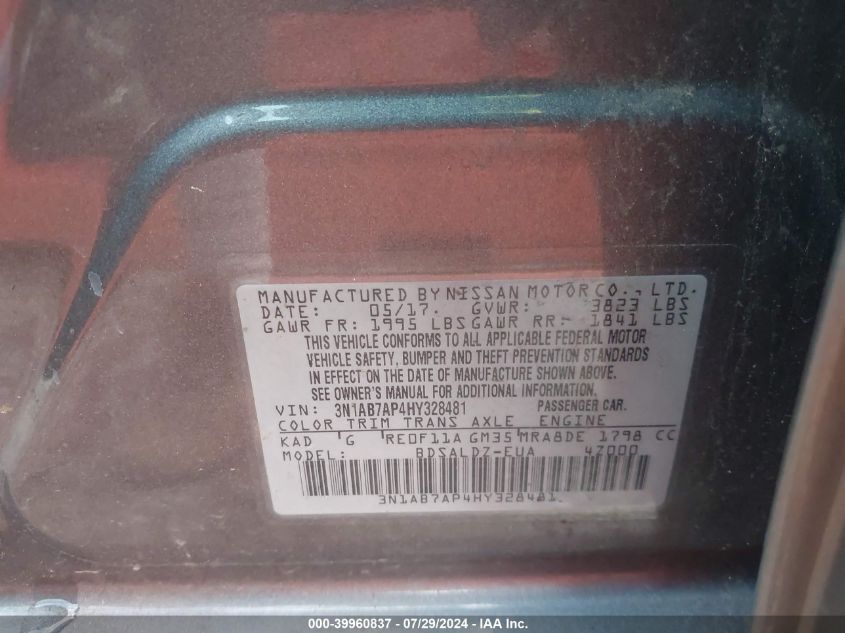 MANUFACTURED BY NISSAN MOTOR CO., LTD.
DATE: 05/17. GVWR: 3823 LBS
GAWR FR: 1995 LBS GAWR RR: 1841 LBS
THIS VEHICLE CONFORMS TO ALL APPLICABLE FEDERAL MOTOR
VEHICLE SAFETY, BUMPER AND THEFT PREVENTION STANDARDS
IN EFFECT ON THE DATE OF MANUFACTURE SHOWN ABOVE.
SEE OWNER'S MANUAL FOR ADDITIONAL INFORMATION.
VIN: 3N1AB7AP4HY328481 PASSENGER CAR.
COLOR TRIM TRANS AXLE ENGINE
KAD G RE0F11A GM35 MRA8DE 1798 CC
MODEL: BDSALDZ-EUA 4Z000
3N1AB7AP4HY328481
000-39960837 / 07/29/2024 - IAA Inc.